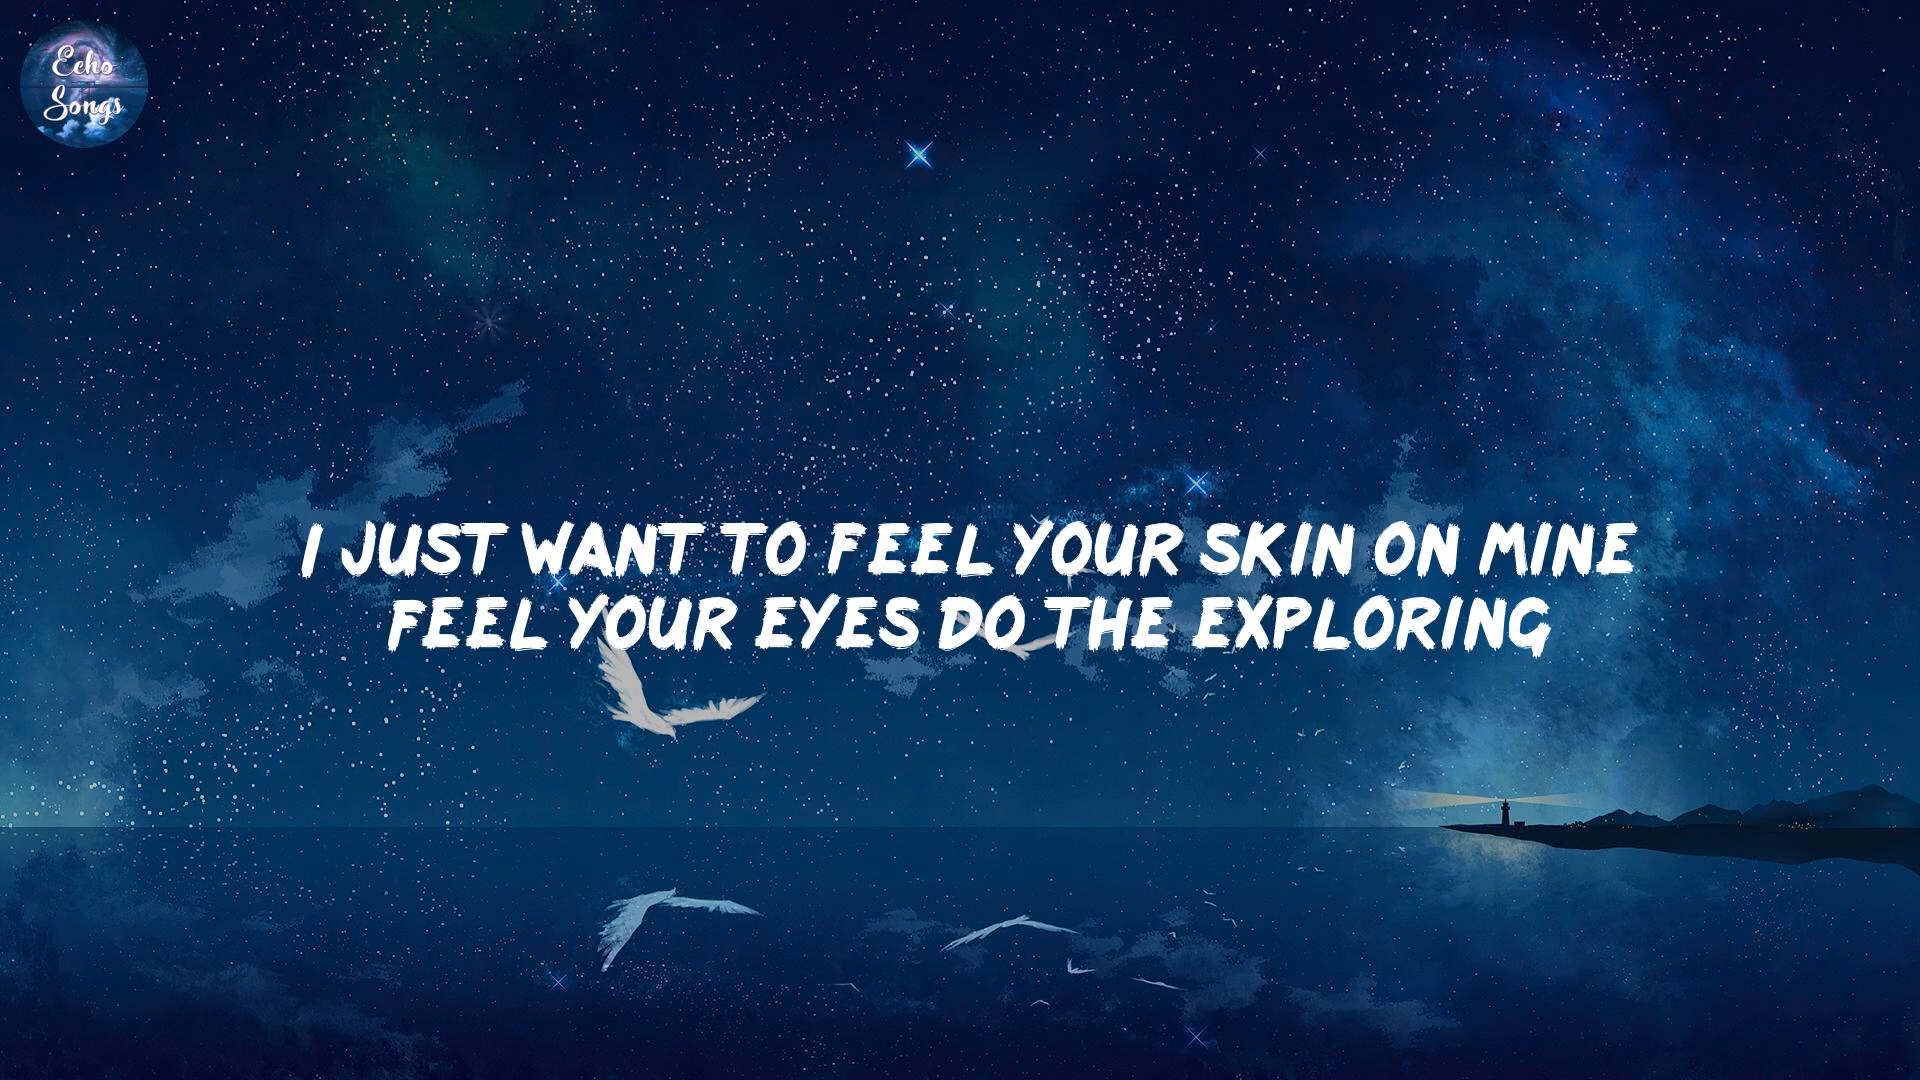 Echo
Songs
I JUST WANT TO FEEL YOUR SKIN ON MINE
FEEL YOUR EYES DO THE EXPLORING